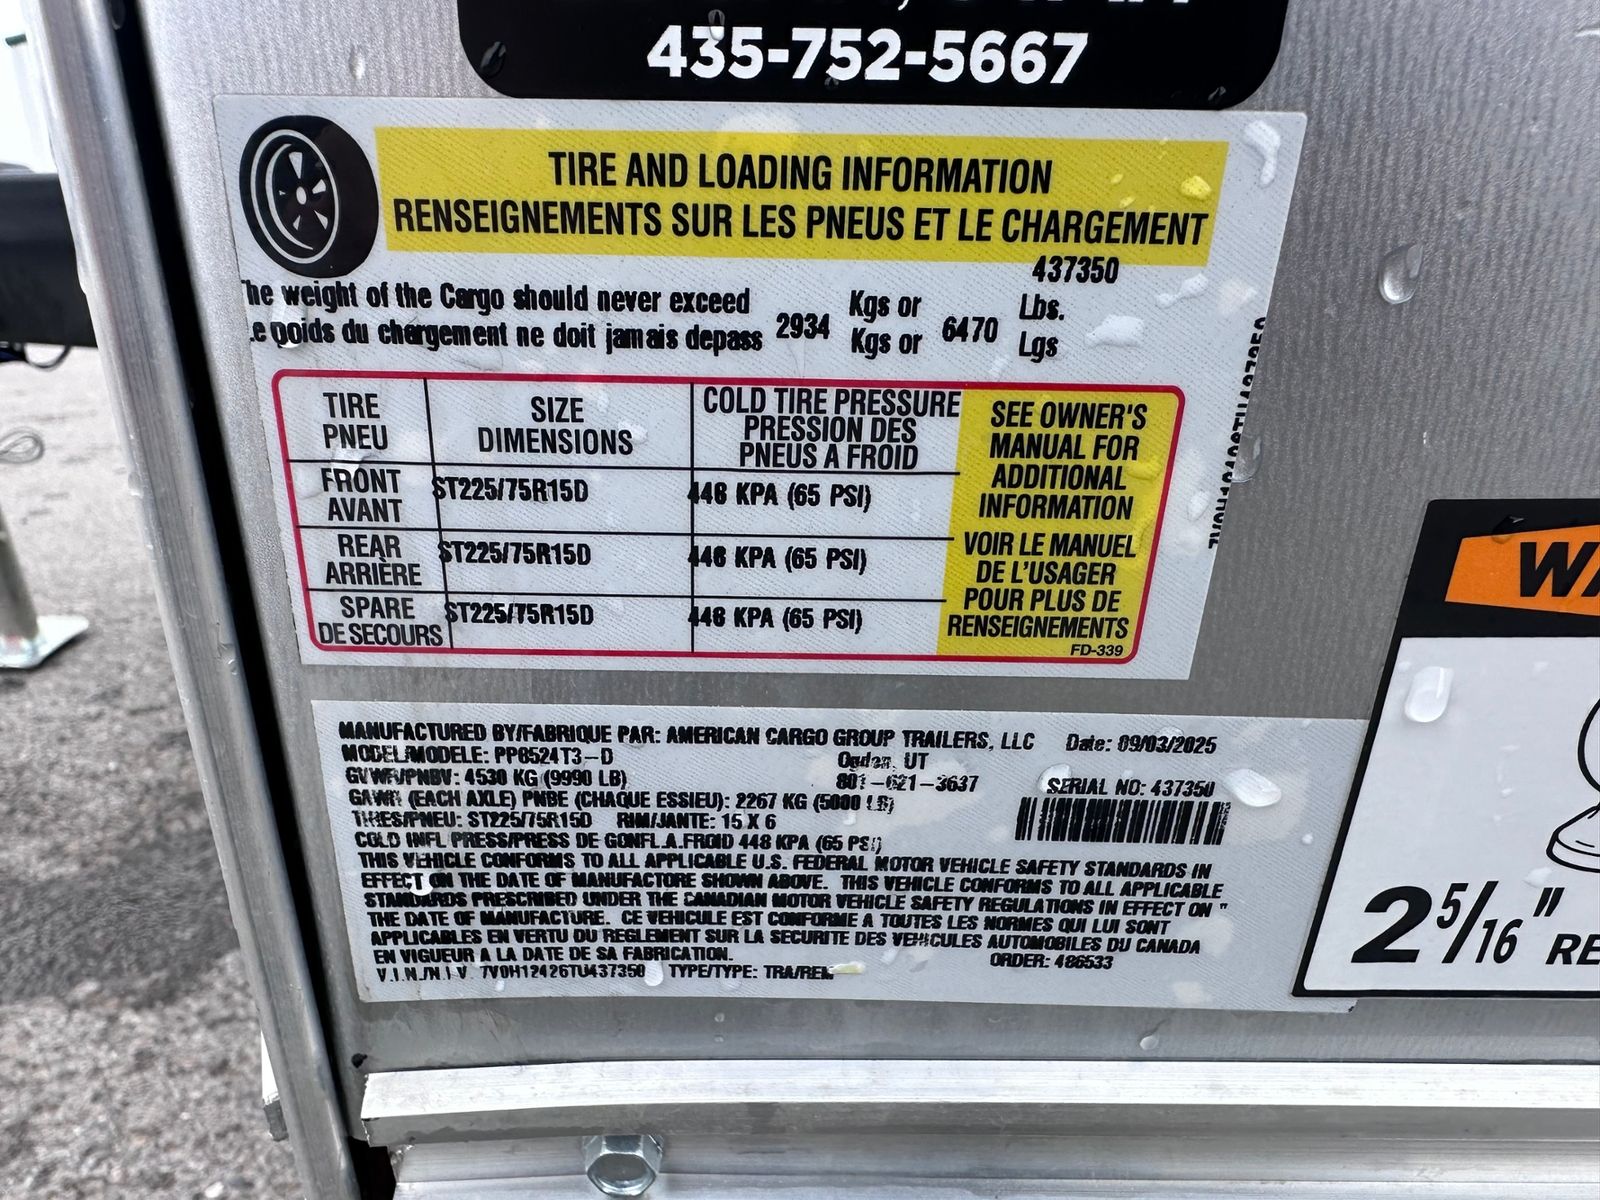 435-752-5667
TIRE AND LOADING INFORMATION
RENSEIGNEMENTS SUR LES PNEUS ET LE CHARGEMENT
437350
The weight of the Cargo should never exceed
Le poids du chargement ne doit jamais depass
2934
Kgs or
Kgs or
6470
Lbs.
Lgs
TIRE
PNEU
SIZE
DIMENSIONS
COLD TIRE PRESSURE
PRESSION DES
PNEUS A FROID
FRONT
AVANT
ST225/75R15D
448 KPA (65 PSI)
REAR
ARRIÈRE
ST225/75R15D
448 KPA (65 PSI)
SPARE
DE SECOURS
ST225/75R15D
448 KPA (65 PSI)
SEE OWNER'S
MANUAL FOR
ADDITIONAL
INFORMATION
VOIR LE MANUEL
DE L'USAGER
POUR PLUS DE
RENSEIGNEMENTS
FD-339
MANUFACTURED BY/FABRIQUE PAR: AMERICAN CARGO GROUP TRAILERS, LLC Date: 09/03/2025
MODEL/MODELE: PP8524T3-D Ogden, UT
GVWR/PNBV: 4530 KG (9990 LB) 801-621-3637
GAWR (EACH AXLE) PNBE (CHAQUE ESSIEU): 2267 KG (5000 LB)
SERIAL NO: 437350
TIRES/PNEU: ST225/75R15D RIM/JANTE: 15 X 6
COLD INFL PRESS/PRESS DE GONFL.A.FROID 448 KPA (65 PSI)
THIS VEHICLE CONFORMS TO ALL APPLICABLE U.S. FEDERAL MOTOR VEHICLE SAFETY STANDARDS IN
EFFECT ON THE DATE OF MANUFACTORE SHOWN ABOVE. THIS VEHICLE CONFORMS TO ALL APPLICABLE
STANDARDS PRESCRIBED UNDER THE CANADIAN MOTOR VEHICLE SAFETY REGULATIONS IN EFFECT ON "
THE DATE OF MANUFACTURE. CE VEHICULE EST CONFORME A TOUTES LES NORMES QUI LUI SONT
APPLICABLES EN VERTU DU REGLEMENT SUR LA SECURITE DES VEHICULES AUTOMOBILES DU CANADA
EN VIGUEUR A LA DATE DE SA FABRICATION. ORDER: 486533
V.I.N./N.I.V. 7V0H12426TU437350 TYPE/TYPE: TRA/REM
WA
2 5/16" RE